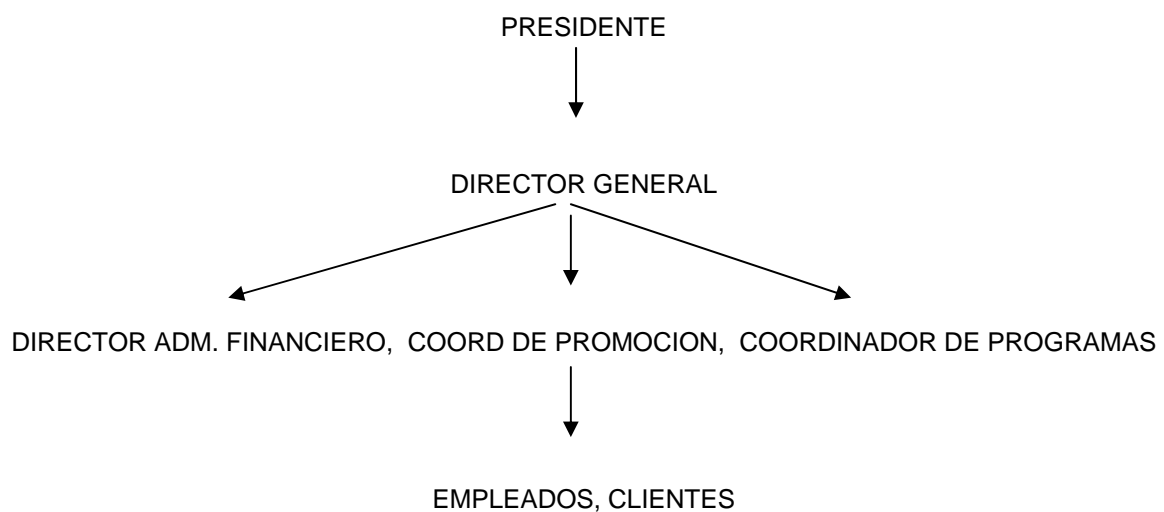 PRESIDENTE
DIRECTOR GENERAL
DIRECTOR ADM. FINANCIERO, COORD DE PROMOCION, COORDINADOR DE PROGRAMAS
EMPLEADOS, CLIENTES